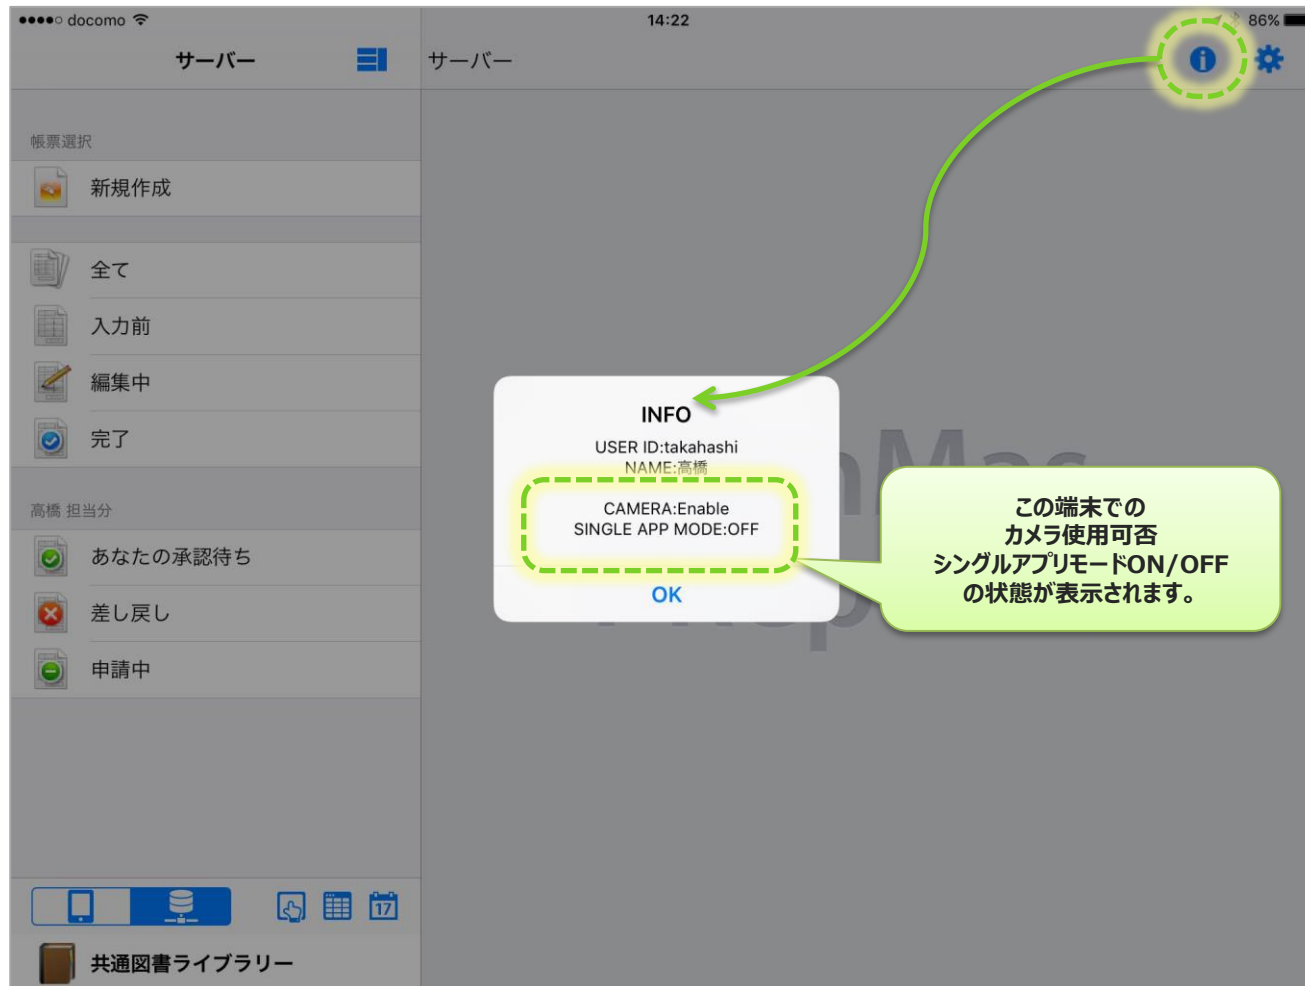 docomo
14:22
86%
サーバー
サーバー
帳票選択
新規作成
全て
入力前
編集中
完了
高橋 担当分
あなたの承認待ち
差し戻し
申請中
INFO
USER ID:takahashi
NAME:高橋
CAMERA:Enable
SINGLE APP MODE:OFF
OK
この端末での
カメラ使用可否
シングルアプリモードON/OFF
の状態が表示されます。
17
共通図書ライブラリー